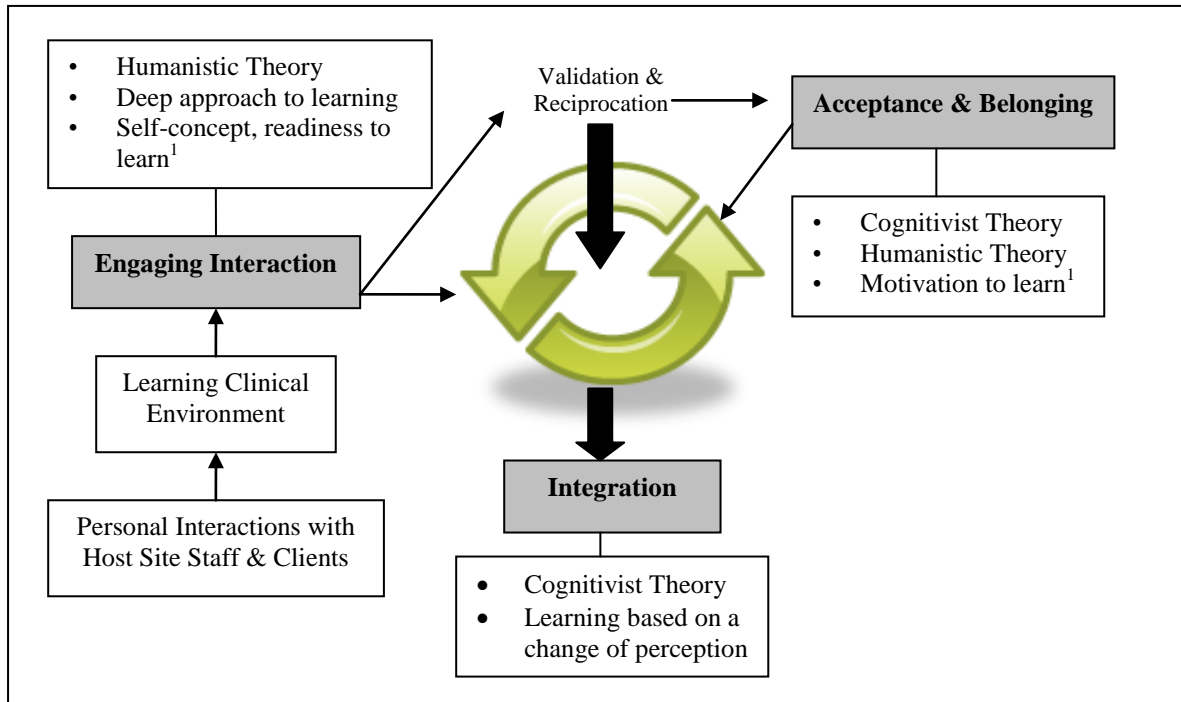 • Humanistic Theory
• Deep approach to learning
• Self-concept, readiness to
learn¹
Engaging Interaction
Learning Clinical
Environment
Personal Interactions with
Host Site Staff & Clients
Validation &
Reciprocation
Acceptance & Belonging
• Cognitivist Theory
• Humanistic Theory
• Motivation to learn¹
Integration
• Cognitivist Theory
• Learning based on a
change of perception